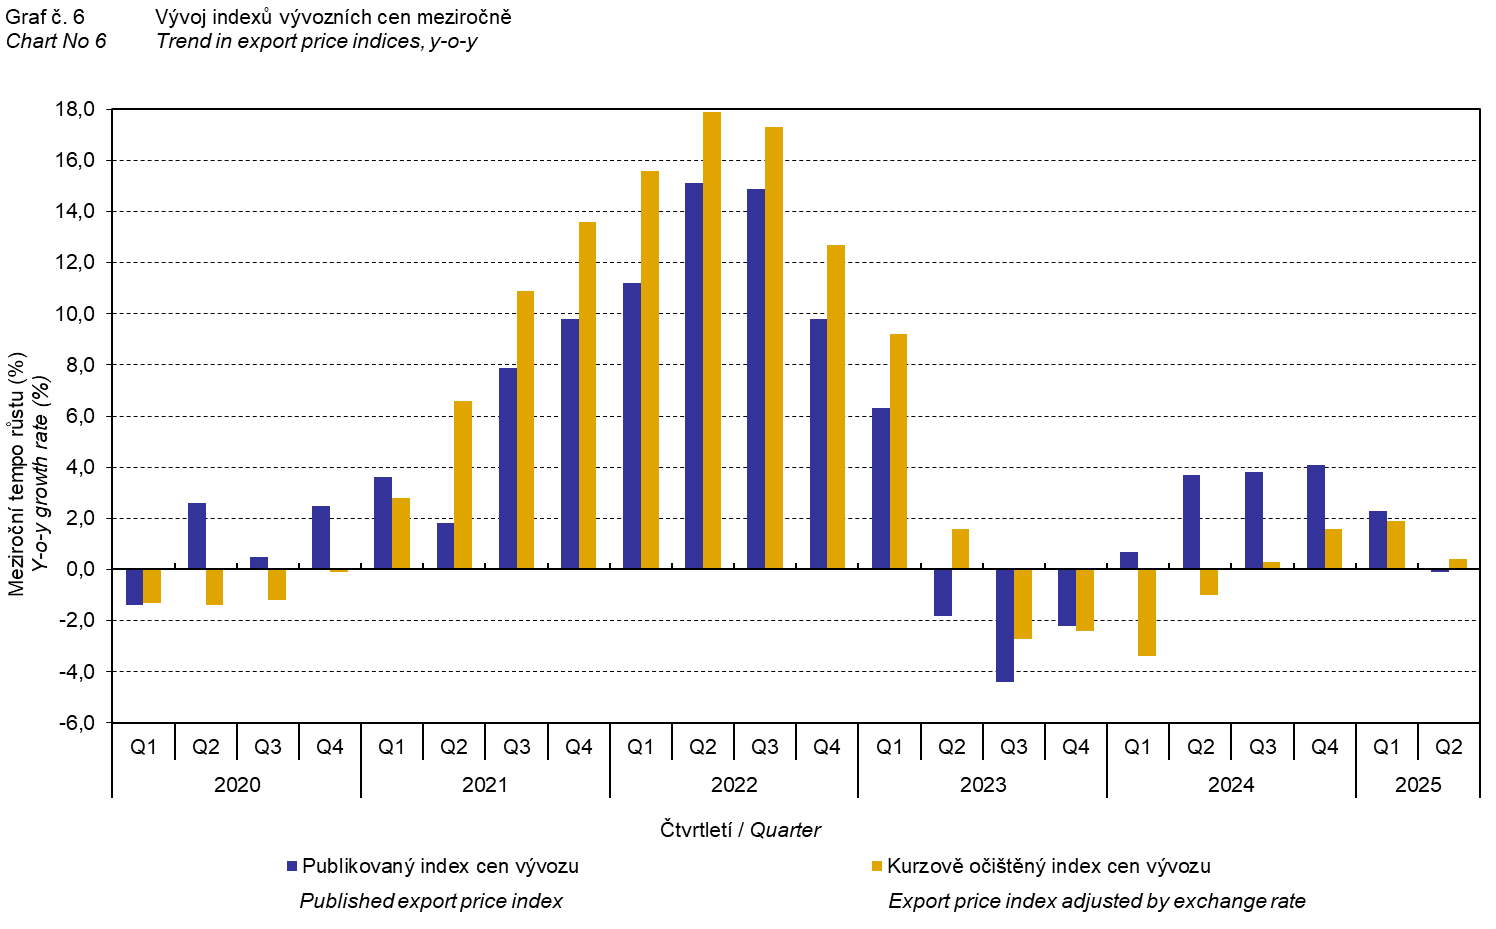 Graf č. 6 Vývoj indexů vývozních cen meziročně
Chart No 6 Trend in export price indices, y-o-y
Meziroční tempo růstu (%)
Y-o-y growth rate (%)
18,0
16,0
14,0
12,0
10,0
8,0
6,0
4,0
2,0
0,0
-2,0
-4,0
-6,0
Q1 Q2 Q3 Q4 Q1 Q2 Q3 Q4 Q1 Q2 Q3 Q4 Q1 Q2 Q3 Q4 Q1 Q2 Q3 Q4 Q1 Q2
2020 2021 2022 2023 2024 2025
Čtvrtletí / Quarter
Publikovaný index cen vývozu Kurzově očištěný index cen vývozu
Published export price index Export price index adjusted by exchange rate